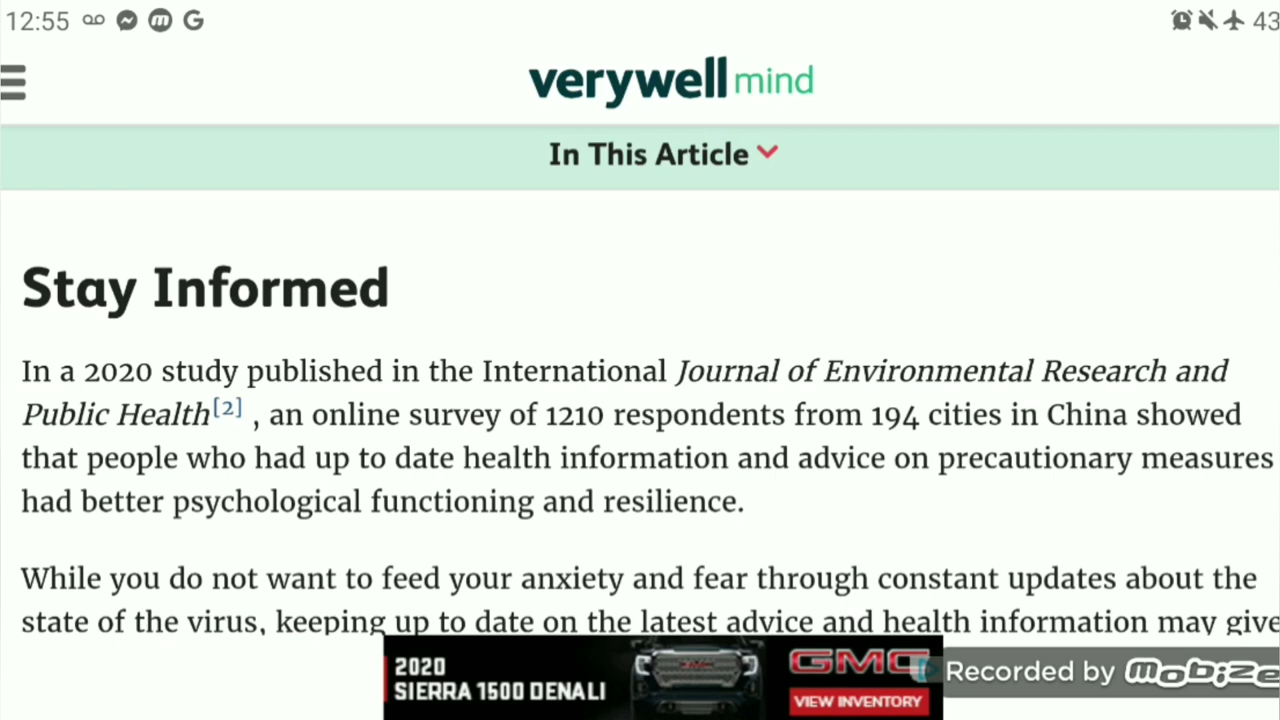 12:55
43
verywell mind
In This Article
Stay Informed
In a 2020 study published in the International Journal of Environmental Research and
Public Health[2] , an online survey of 1210 respondents from 194 cities in China showed
that people who had up to date health information and advice on precautionary measures
had better psychological functioning and resilience.
While you do not want to feed your anxiety and fear through constant updates about the
state of the virus, keeping up to date on the latest advice and health information may give
2020
SIERRA 1500 DENALI
GMC
VIEW INVENTORY
Recorded by Mobize